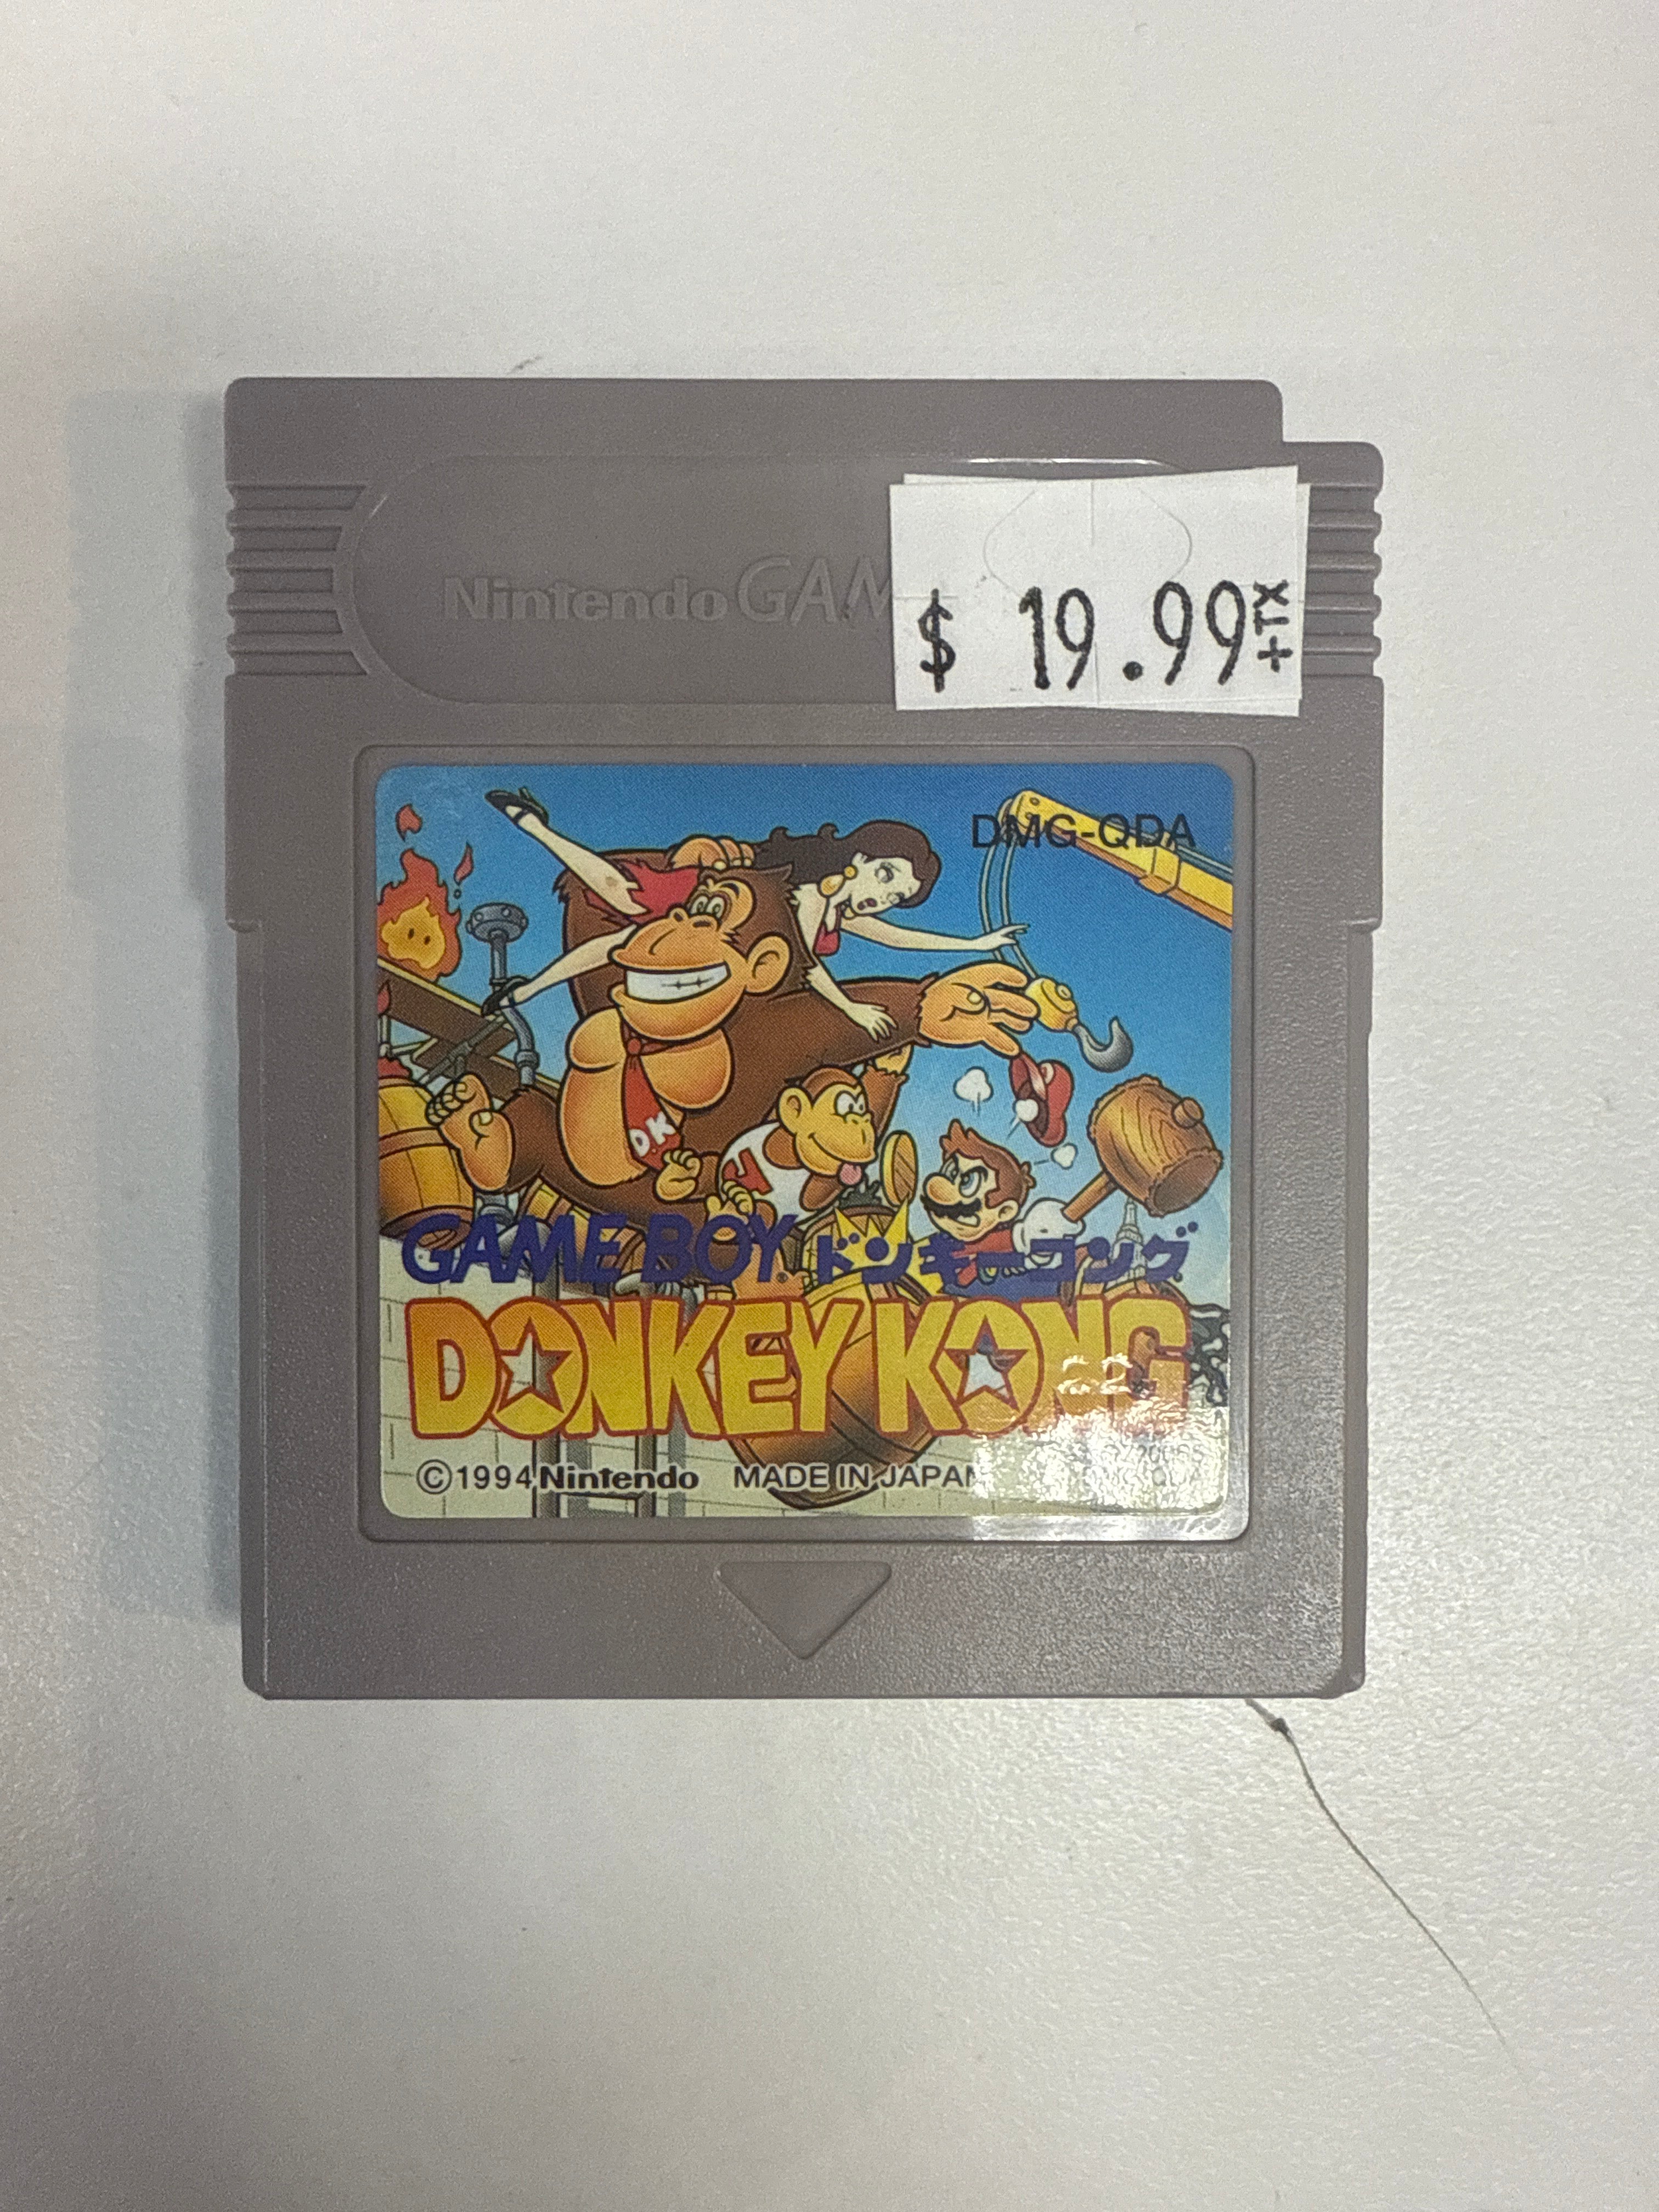 Nintendo GAM
$ 19.99 +TX
DMG-QDA
D.K
J
GAME BOY ドンキーコング
DONKEY KONG
©1994 Nintendo MADE IN JAPAN